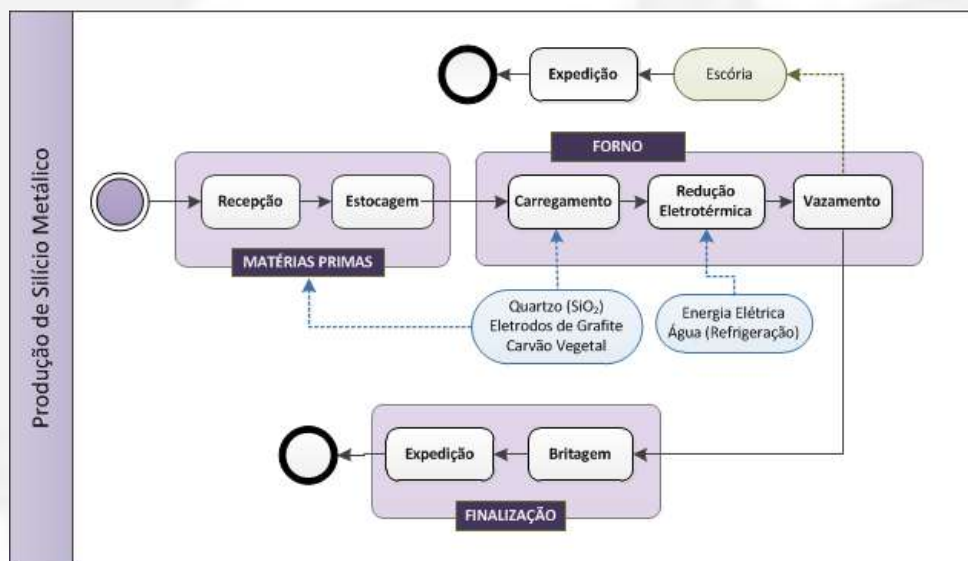 Produção de Silício Metálico
Expedição
Escória
FORNO
Recepção
Estocagem
Carregamento
Redução
Eletrotérmica
Vazamento
MATÉRIAS PRIMAS
Quartzo (SiO₂)
Eletrodos de Grafite
Carvão Vegetal
Energia Elétrica
Água (Refrigeração)
Expedição
Britagem
FINALIZAÇÃO